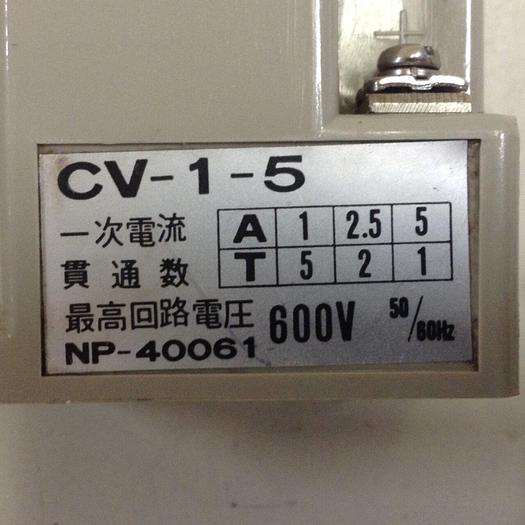 CV-1-5
一次電流 A 1 2.5 5
貫通数 T 5 2 1
最高回路電圧 600V 50/60Hz
NP-40061